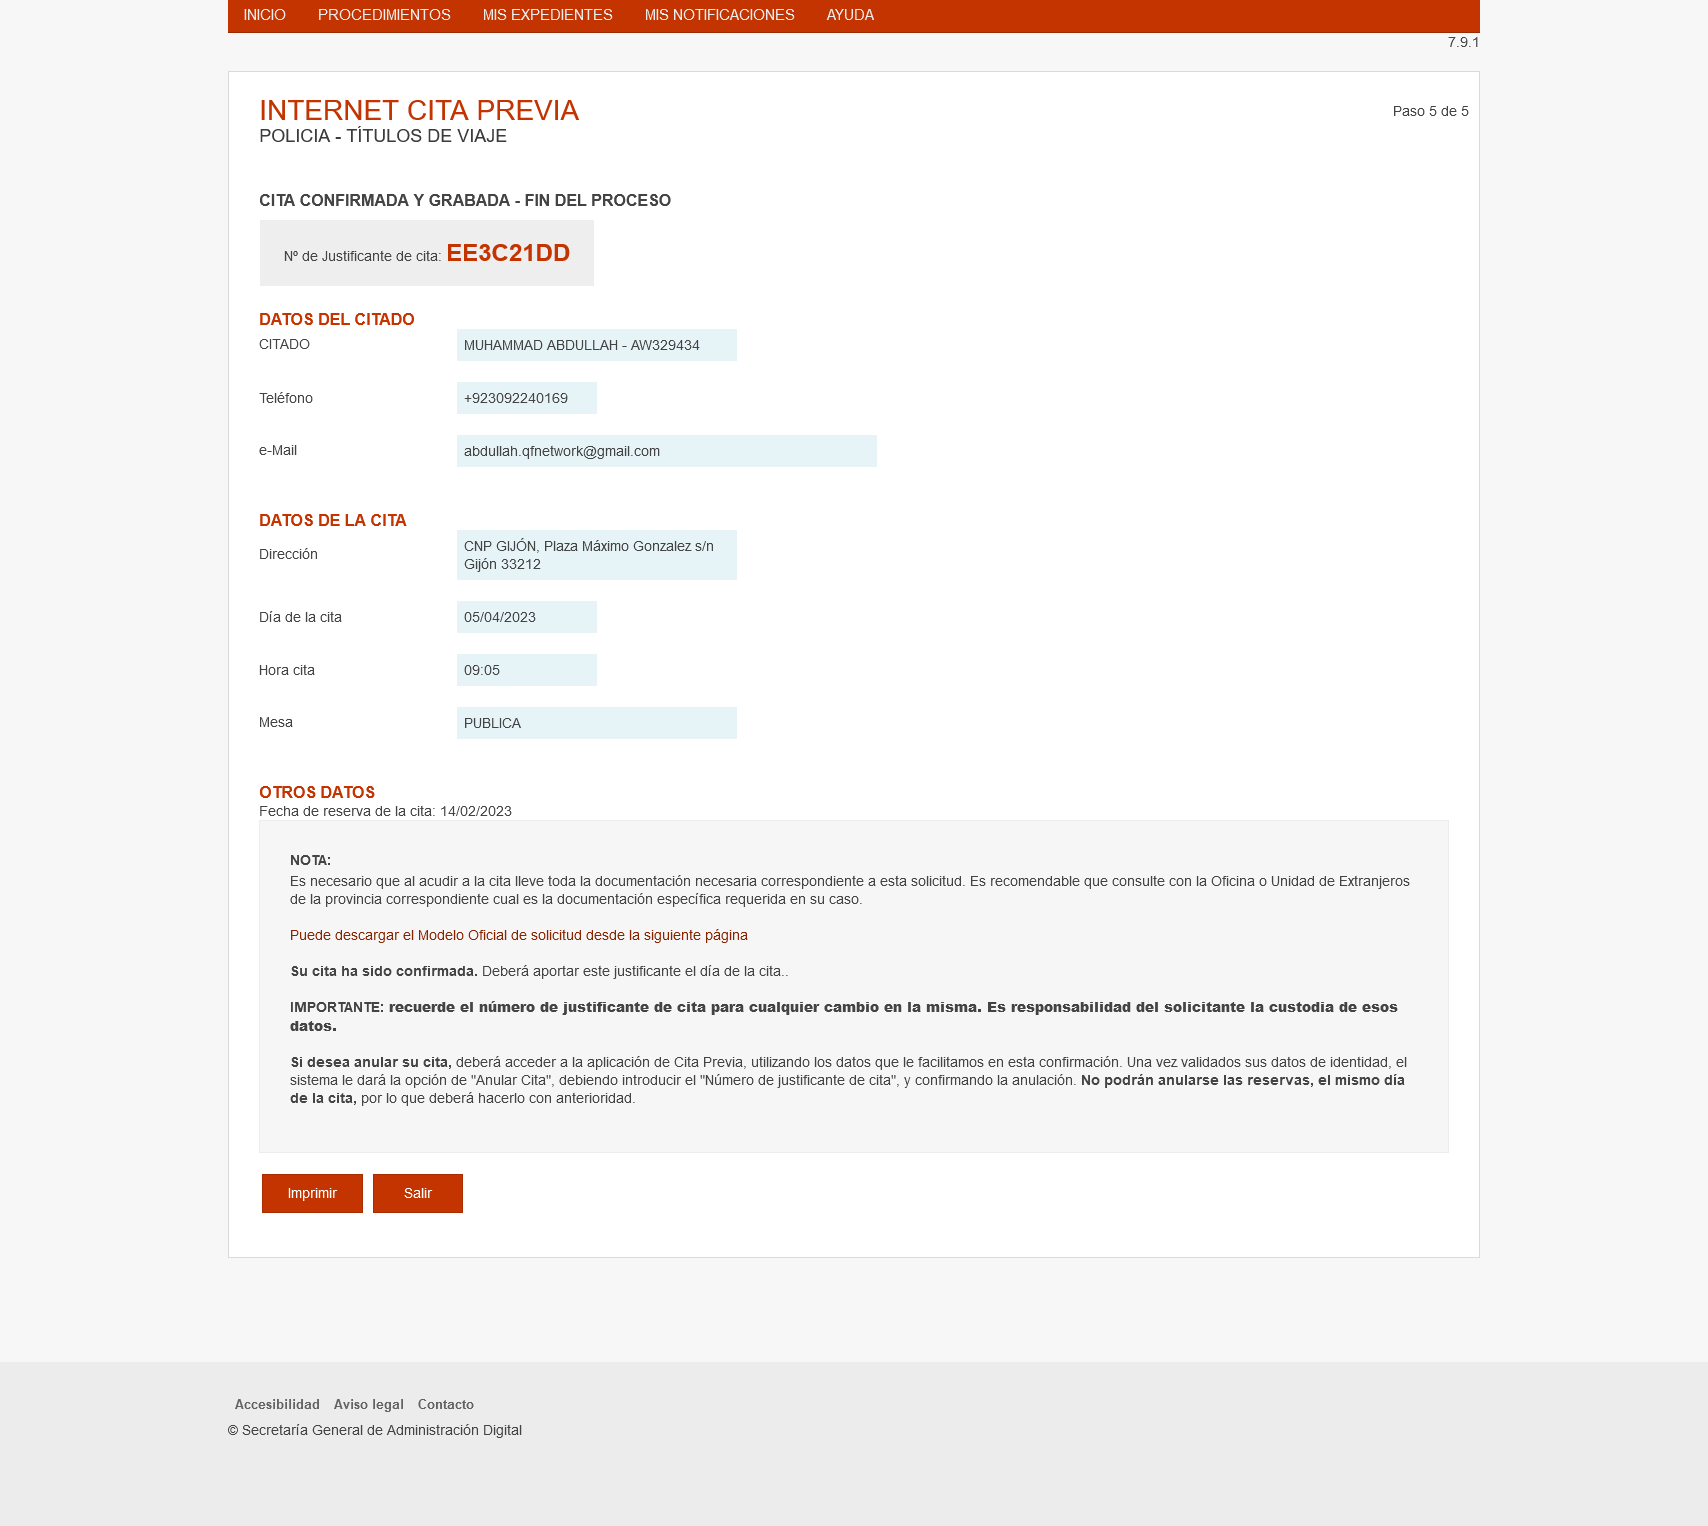 INICIO PROCEDIMIENTOS MIS EXPEDIENTES MIS NOTIFICACIONES AYUDA
7.9.1
INTERNET CITA PREVIA
Paso 5 de 5
POLICIA - TÍTULOS DE VIAJE
CITA CONFIRMADA Y GRABADA - FIN DEL PROCESO
Nº de Justificante de cita: EE3C21DD
DATOS DEL CITADO
CITADO MUHAMMAD ABDULLAH - AW329434
Teléfono +923092240169
e-Mail abdullah.qfnetwork@gmail.com
DATOS DE LA CITA
Dirección CNP GIJÓN, Plaza Máximo Gonzalez s/n
Gijón 33212
Día de la cita 05/04/2023
Hora cita 09:05
Mesa PUBLICA
OTROS DATOS
Fecha de reserva de la cita: 14/02/2023
NOTA:
Es necesario que al acudir a la cita lleve toda la documentación necesaria correspondiente a esta solicitud. Es recomendable que consulte con la Oficina o Unidad de Extranjeros
de la provincia correspondiente cual es la documentación específica requerida en su caso.
Puede descargar el Modelo Oficial de solicitud desde la siguiente página
Su cita ha sido confirmada. Deberá aportar este justificante el día de la cita..
IMPORTANTE: recuerde el número de justificante de cita para cualquier cambio en la misma. Es responsabilidad del solicitante la custodia de esos
datos.
Si desea anular su cita, deberá acceder a la aplicación de Cita Previa, utilizando los datos que le facilitamos en esta confirmación. Una vez validados sus datos de identidad, el
sistema le dará la opción de "Anular Cita", debiendo introducir el "Número de justificante de cita", y confirmando la anulación. No podrán anularse las reservas, el mismo día
de la cita, por lo que deberá hacerlo con anterioridad.
Imprimir Salir
Accesibilidad Aviso legal Contacto
© Secretaría General de Administración Digital